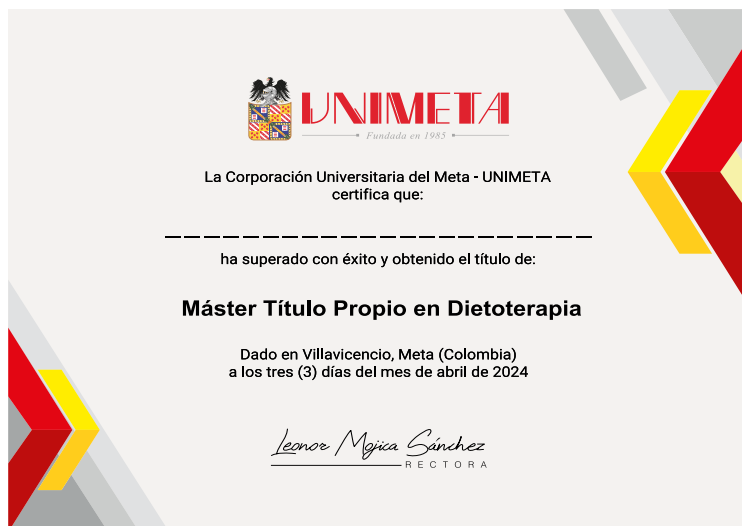 UNIMETA
Fundada en 1985
La Corporación Universitaria del Meta - UNIMETA
certifica que:
ha superado con éxito y obtenido el título de:
Máster Título Propio en Dietoterapia
Dado en Villavicencio, Meta (Colombia)
a los tres (3) días del mes de abril de 2024
Leonor Mojica Sánchez
RECTORA